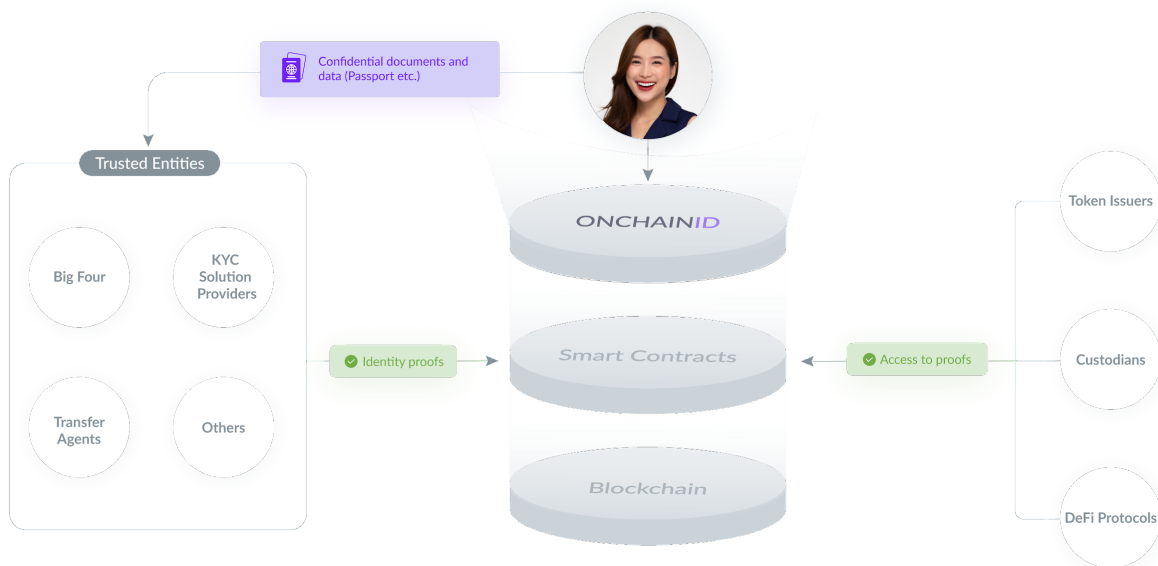 Confidential documents and
data (Passport etc.)
Trusted Entities
Big Four
KYC
Solution
Providers
Transfer
Agents
Others
Identity proofs
ONCHAINID
Smart Contracts
Blockchain
Access to proofs
Token Issuers
Custodians
DeFi Protocols